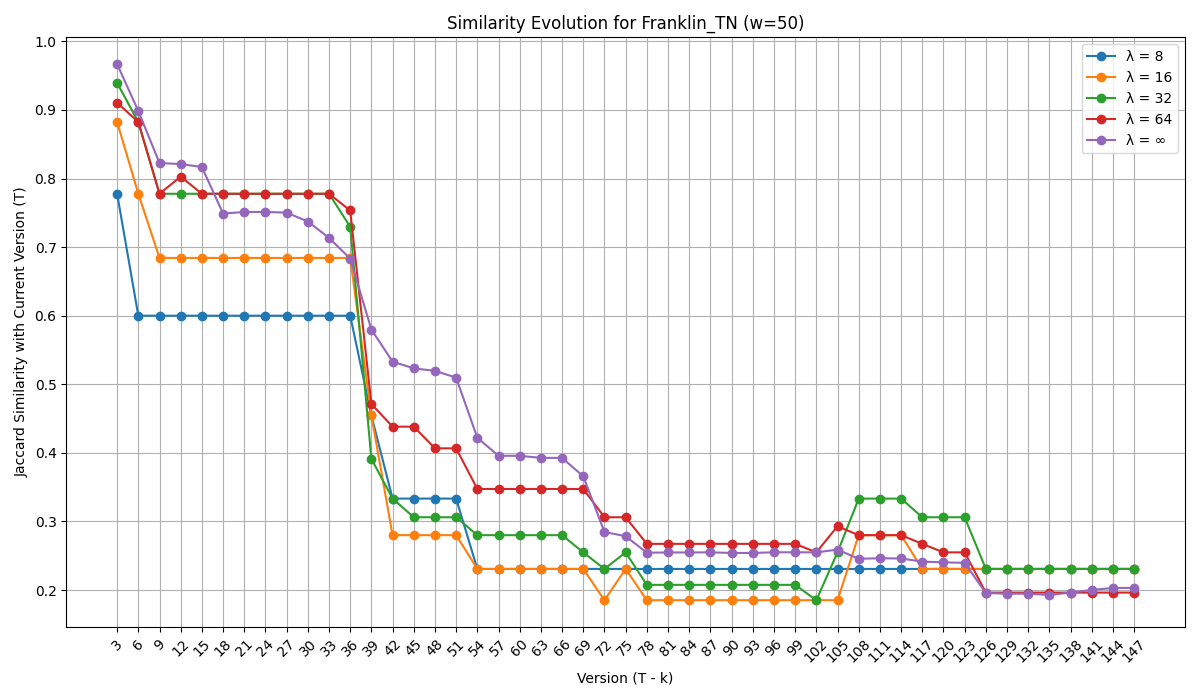 Similarity Evolution for Franklin_TN (w=50)
λ = 8
λ = 16
λ = 32
λ = 64
λ = ∞
Jaccard Similarity with Current Version (T)
1.0
0.9
0.8
0.7
0.6
0.5
0.4
0.3
0.2
3 6 9 12 15 18 21 24 27 30 33 36 39 42 45 48 51 54 57 60 63 66 69 72 75 78 81 84 87 90 93 96 99 102 105 108 111 114 117 120 123 126 129 132 135 138 141 144 147
Version (T - k)